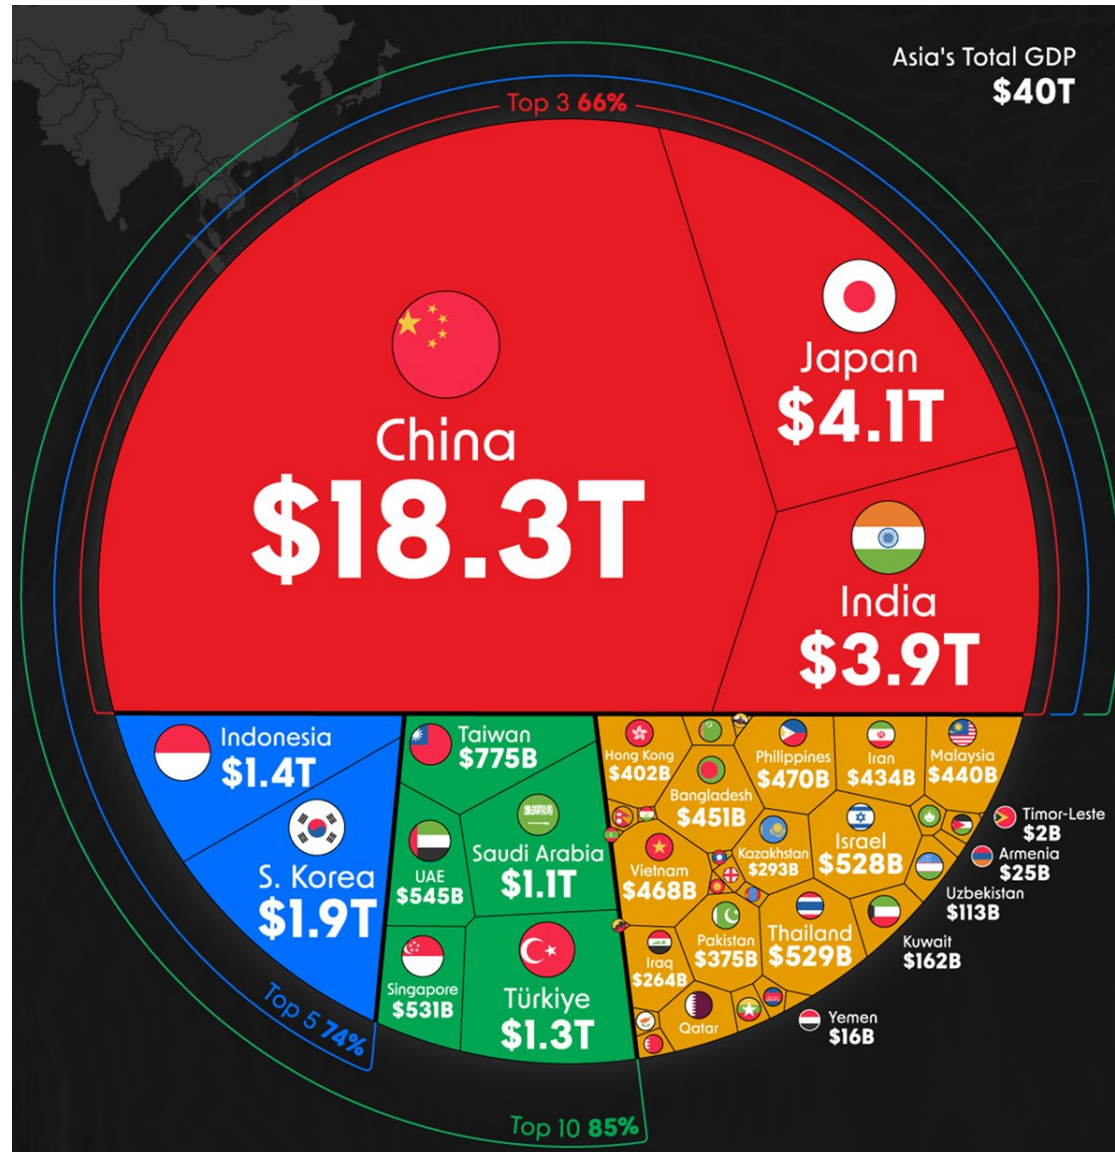 Asia's Total GDP
$40T
Top 3 66%
China
$18.3T
Japan
$4.1T
India
$3.9T
Indonesia
$1.4T
S. Korea
$1.9T
Top 5 74%
Taiwan
$775B
Saudi Arabia
$1.1T
UAE
$545B
Singapore
$531B
Türkiye
$1.3T
Top 10 85%
Hong Kong
$402B
Philippines
$470B
Iran
$434B
Malaysia
$440B
Bangladesh
$451B
Vietnam
$468B
Kazakhstan
$293B
Israel
$528B
Timor-Leste
$2B
Armenia
$25B
Uzbekistan
$113B
Kuwait
$162B
Iraq
$264B
Pakistan
$375B
Thailand
$529B
Qatar
Yemen
$16B